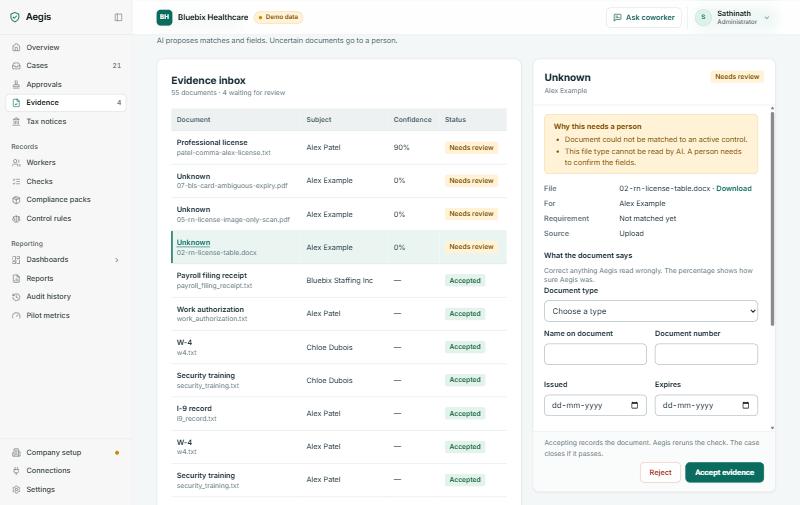 Aegis
Overview
Cases 21
Approvals
Evidence 4
Tax notices
Records
Workers
Checks
Compliance packs
Control rules
Reporting
Dashboards
Reports
Audit history
Pilot metrics
Company setup
Connections
Settings
BH Bluebix Healthcare Demo data
Ask coworker
S Sathinath
Administrator
AI proposes matches and fields. Uncertain documents go to a person.
Evidence inbox
55 documents · 4 waiting for review
Document Subject Confidence Status
Professional license
patel-comma-alex-license.txt Alex Patel 90% Needs review
Unknown
07-bls-card-ambiguous-expiry.pdf Alex Example 0% Needs review
Unknown
05-rn-license-image-only-scan.pdf Alex Example 0% Needs review
Unknown
02-rn-license-table.docx Alex Example 0% Needs review
Payroll filing receipt
payroll_filing_receipt.txt Bluebix Staffing Inc — Accepted
Work authorization
work_authorization.txt Alex Patel — Accepted
W-4
w4.txt Chloe Dubois — Accepted
Security training
security_training.txt Chloe Dubois — Accepted
I-9 record
i9_record.txt Alex Patel — Accepted
W-4
w4.txt Alex Patel — Accepted
Security training
security_training.txt Alex Patel — Accepted
Unknown Needs review
Alex Example
Why this needs a person
• Document could not be matched to an active control.
• This file type cannot be read by AI. A person needs
to confirm the fields.
File 02-rn-license-table.docx · Download
For Alex Example
Requirement Not matched yet
Source Upload
What the document says
Correct anything Aegis read wrongly. The percentage shows how
sure Aegis was.
Document type
Choose a type
Name on document Document number
Issued Expires
dd-mm-yyyy dd-mm-yyyy
Accepting records the document. Aegis reruns the check. The case
closes if it passes.
Reject Accept evidence